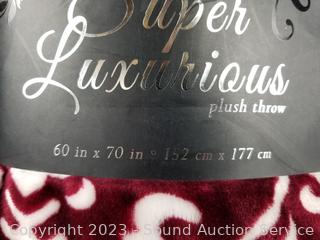 Super
Luxurious
plush throw
60 in x 70 in • 152 cm x 177 cm
Copyright 2023 - Sound Auction Service